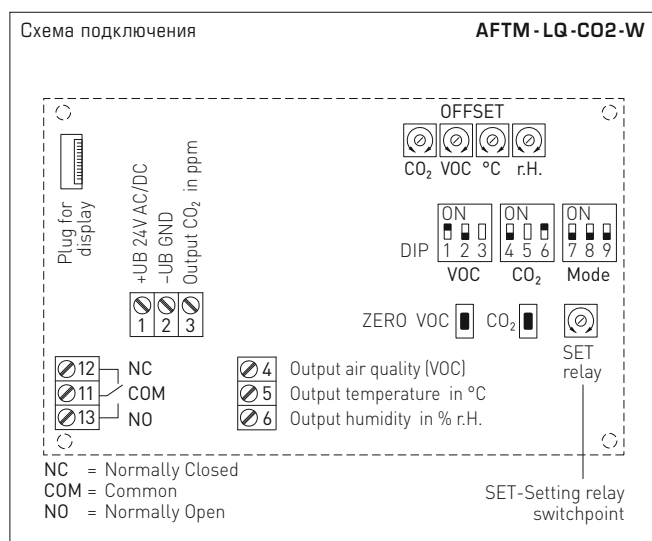 Схема подключения
AFTM-LQ-CO2-W
OFFSET
CO₂ VOC °C r.H.
Plug for
display
+UB 24V AC/DC
–UB GND
Output CO₂ in ppm
ON ON ON
DIP 1 2 3 4 5 6 7 8 9
VOC CO₂ Mode
1 2 3
ZERO VOC CO₂
SET
relay
12 NC
11 COM
13 NO
4 Output air quality (VOC)
5 Output temperature in °C
6 Output humidity in % r.H.
NC = Normally Closed
COM = Common
NO = Normally Open
SET-Setting relay
switchpoint